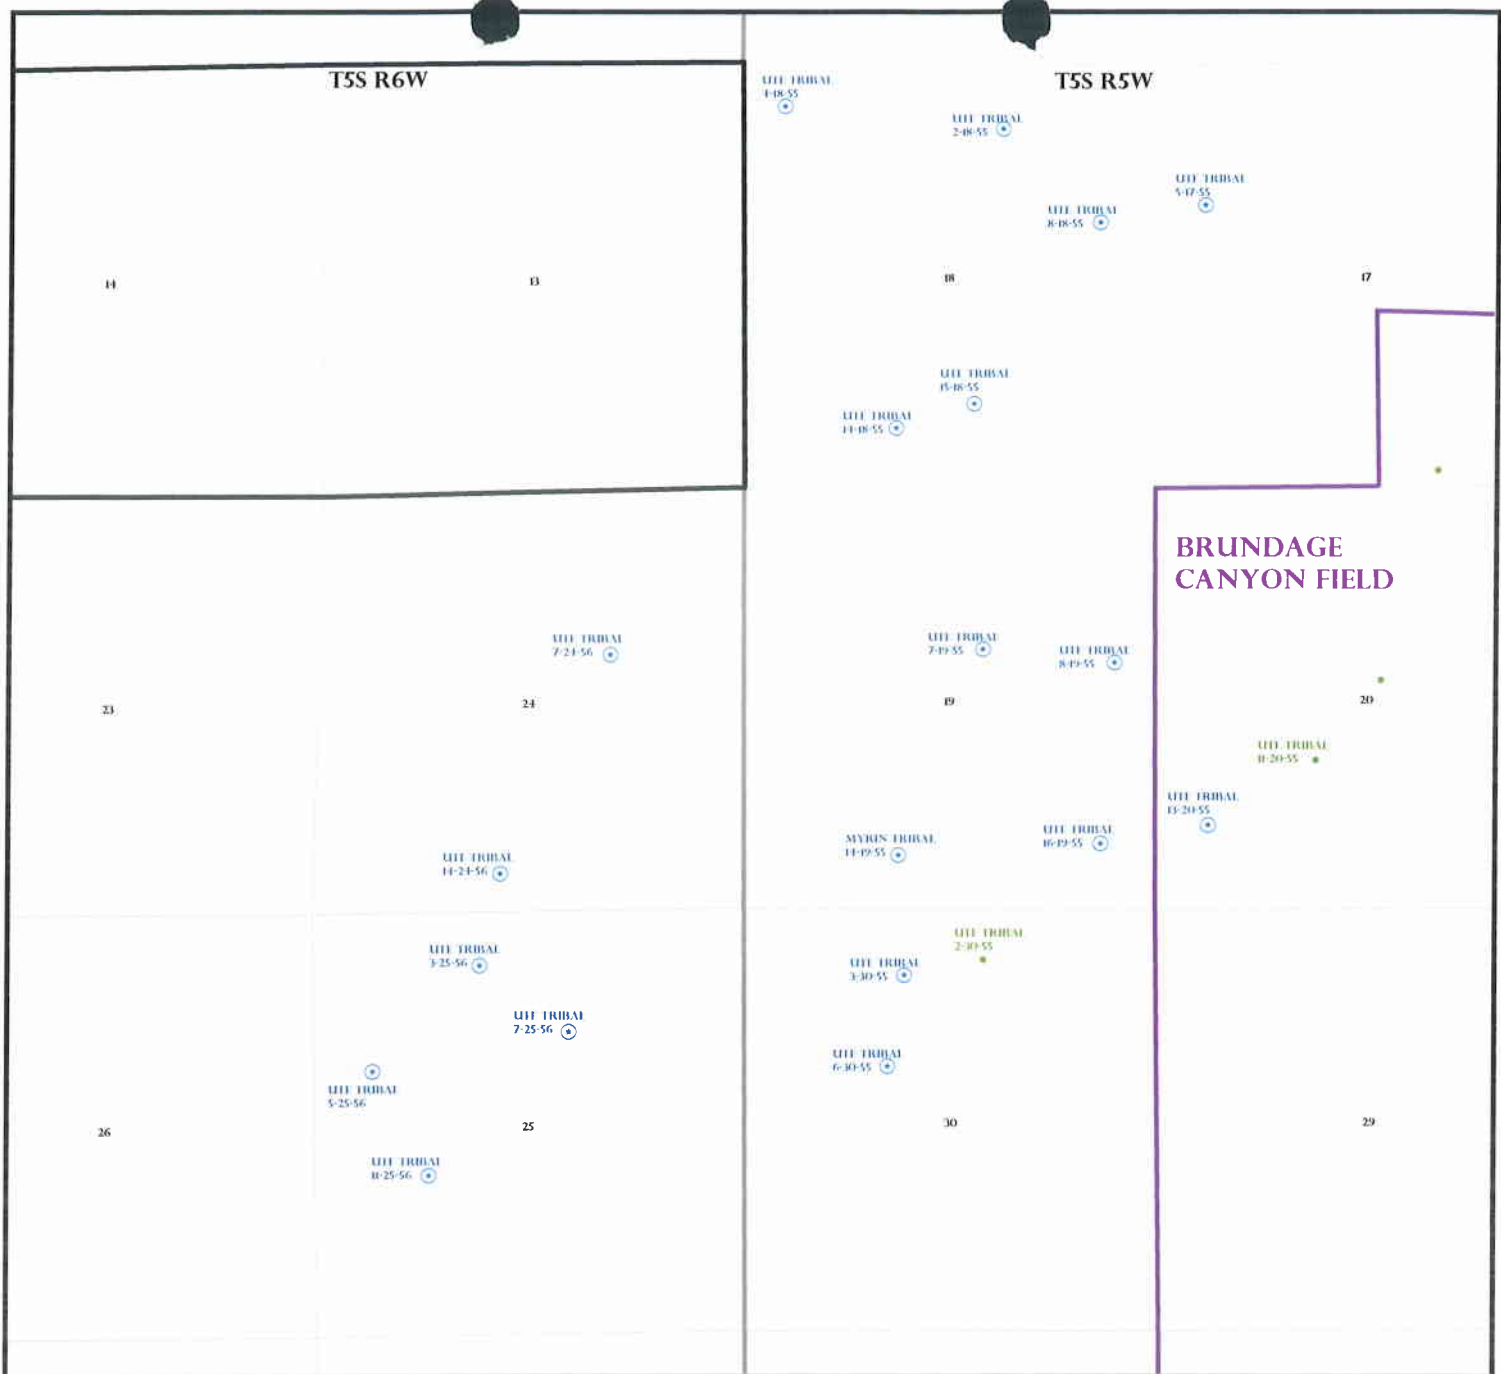 T5S R6W
T5S R5W
UTE TRIBAL
1-18-55
UTE TRIBAL
2-18-55
UTE TRIBAL
5-17-55
UTE TRIBAL
8-18-55
14
13
18
17
UTE TRIBAL
15-18-55
UTE TRIBAL
14-18-55
BRUNDAGE
CANYON FIELD
UTE TRIBAL
7-24-56
UTE TRIBAL
7-19-55
UTE TRIBAL
8-19-55
23
24
19
20
UTE TRIBAL
11-20-55
UTE TRIBAL
13-20-55
MYRIN TRIBAL
14-19-55
UTE TRIBAL
16-19-55
UTE TRIBAL
14-24-56
UTE TRIBAL
2-30-55
UTE TRIBAL
3-25-56
UTE TRIBAL
3-30-55
UTE TRIBAL
7-25-56
UTE TRIBAL
6-30-55
UTE TRIBAL
5-25-56
26
25
30
29
UTE TRIBAL
11-25-56